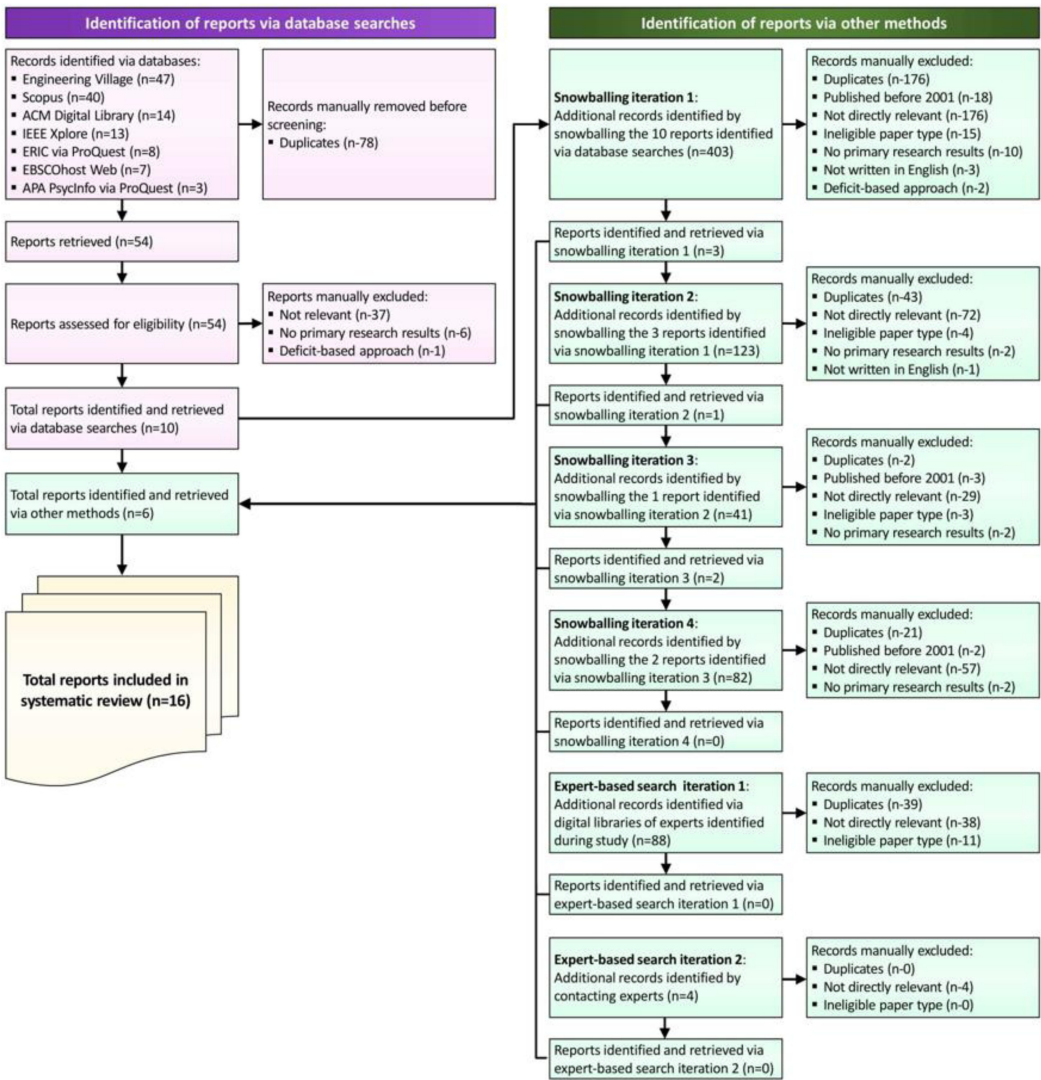 Identification of reports via database searches
Records identified via databases:
▪ Engineering Village (n=47)
▪ Scopus (n=40)
▪ ACM Digital Library (n=14)
▪ IEEE Xplore (n=13)
▪ ERIC via ProQuest (n=8)
▪ EBSCOhost Web (n=7)
▪ APA PsycInfo via ProQuest (n=3)
Records manually removed before
screening:
▪ Duplicates (n-78)
Reports retrieved (n=54)
Reports assessed for eligibility (n=54)
Reports manually excluded:
▪ Not relevant (n-37)
▪ No primary research results (n-6)
▪ Deficit-based approach (n-1)
Total reports identified and retrieved
via database searches (n=10)
Total reports identified and retrieved
via other methods (n=6)
Total reports included in
systematic review (n=16)
Identification of reports via other methods
Snowballing iteration 1:
Additional records identified by
snowballing the 10 reports identified
via database searches (n=403)
Records manually excluded:
▪ Duplicates (n-176)
▪ Published before 2001 (n-18)
▪ Not directly relevant (n-176)
▪ Ineligible paper type (n-15)
▪ No primary research results (n-10)
▪ Not written in English (n-3)
▪ Deficit-based approach (n-2)
Reports identified and retrieved via
snowballing iteration 1 (n=3)
Snowballing iteration 2:
Additional records identified by
snowballing the 3 reports identified
via snowballing iteration 1 (n=123)
Records manually excluded:
▪ Duplicates (n-43)
▪ Not directly relevant (n-72)
▪ Ineligible paper type (n-4)
▪ No primary research results (n-2)
▪ Not written in English (n-1)
Reports identified and retrieved via
snowballing iteration 2 (n=1)
Snowballing iteration 3:
Additional records identified by
snowballing the 1 report identified
via snowballing iteration 2 (n=41)
Records manually excluded:
▪ Duplicates (n-2)
▪ Published before 2001 (n-3)
▪ Not directly relevant (n-29)
▪ Ineligible paper type (n-3)
▪ No primary research results (n-2)
Reports identified and retrieved via
snowballing iteration 3 (n=2)
Snowballing iteration 4:
Additional records identified by
snowballing the 2 reports identified
via snowballing iteration 3 (n=82)
Records manually excluded:
▪ Duplicates (n-21)
▪ Published before 2001 (n-2)
▪ Not directly relevant (n-57)
▪ No primary research results (n-2)
Reports identified and retrieved via
snowballing iteration 4 (n=0)
Expert-based search iteration 1:
Additional records identified via
digital libraries of experts identified
during study (n=88)
Records manually excluded:
▪ Duplicates (n-39)
▪ Not directly relevant (n-38)
▪ Ineligible paper type (n-11)
Reports identified and retrieved via
expert-based search iteration 1 (n=0)
Expert-based search iteration 2:
Additional records identified by
contacting experts (n=4)
Records manually excluded:
▪ Duplicates (n-0)
▪ Not directly relevant (n-4)
▪ Ineligible paper type (n-0)
Reports identified and retrieved via
expert-based search iteration 2 (n=0)